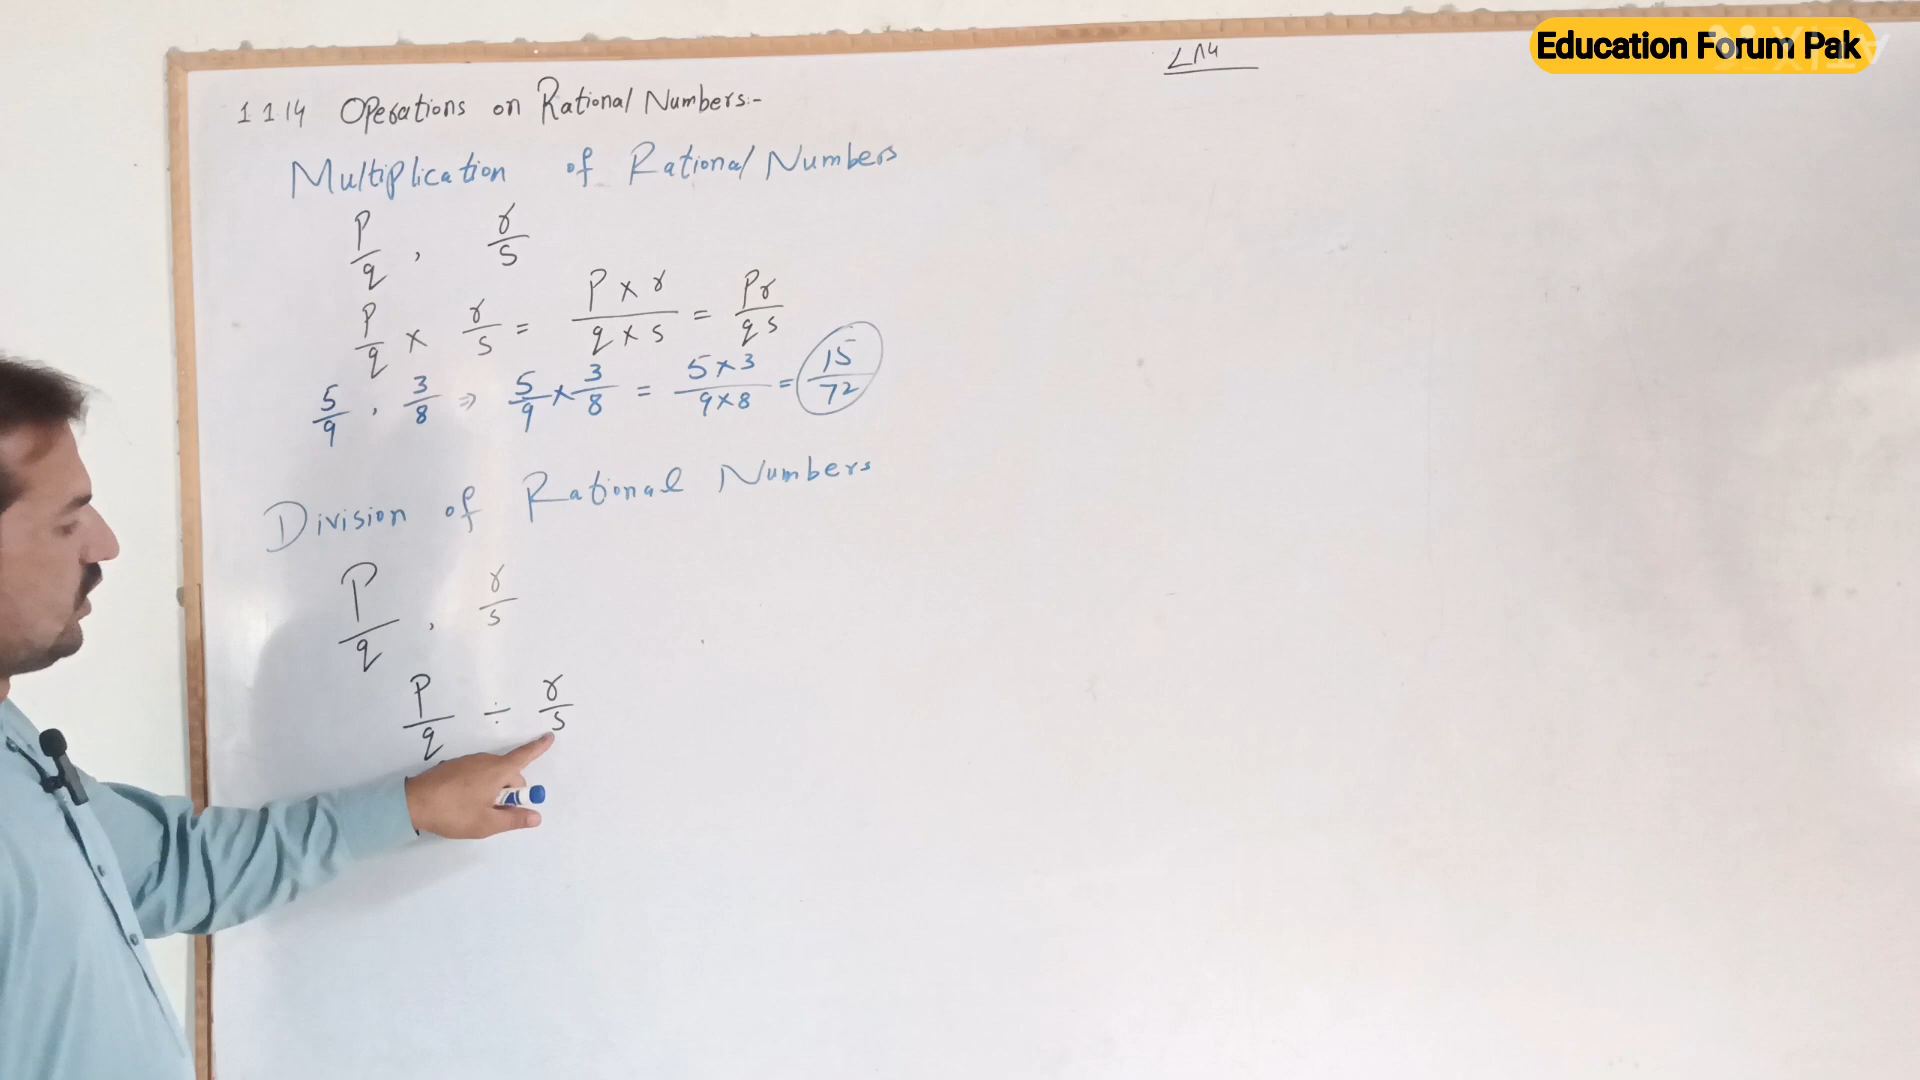 Education Forum Pak
L N 4
1.1.14 Operations on Rational Numbers:-
Multiplication of Rational Numbers
P/q , r/s
P/q × r/s = P × r / q × s = Pr / qs
5/9 , 3/8 ⇒ 5/9 × 3/8 = 5×3 / 9×8 = 15/72
Division of Rational Numbers
P/q , r/s
P/q ÷ r/s